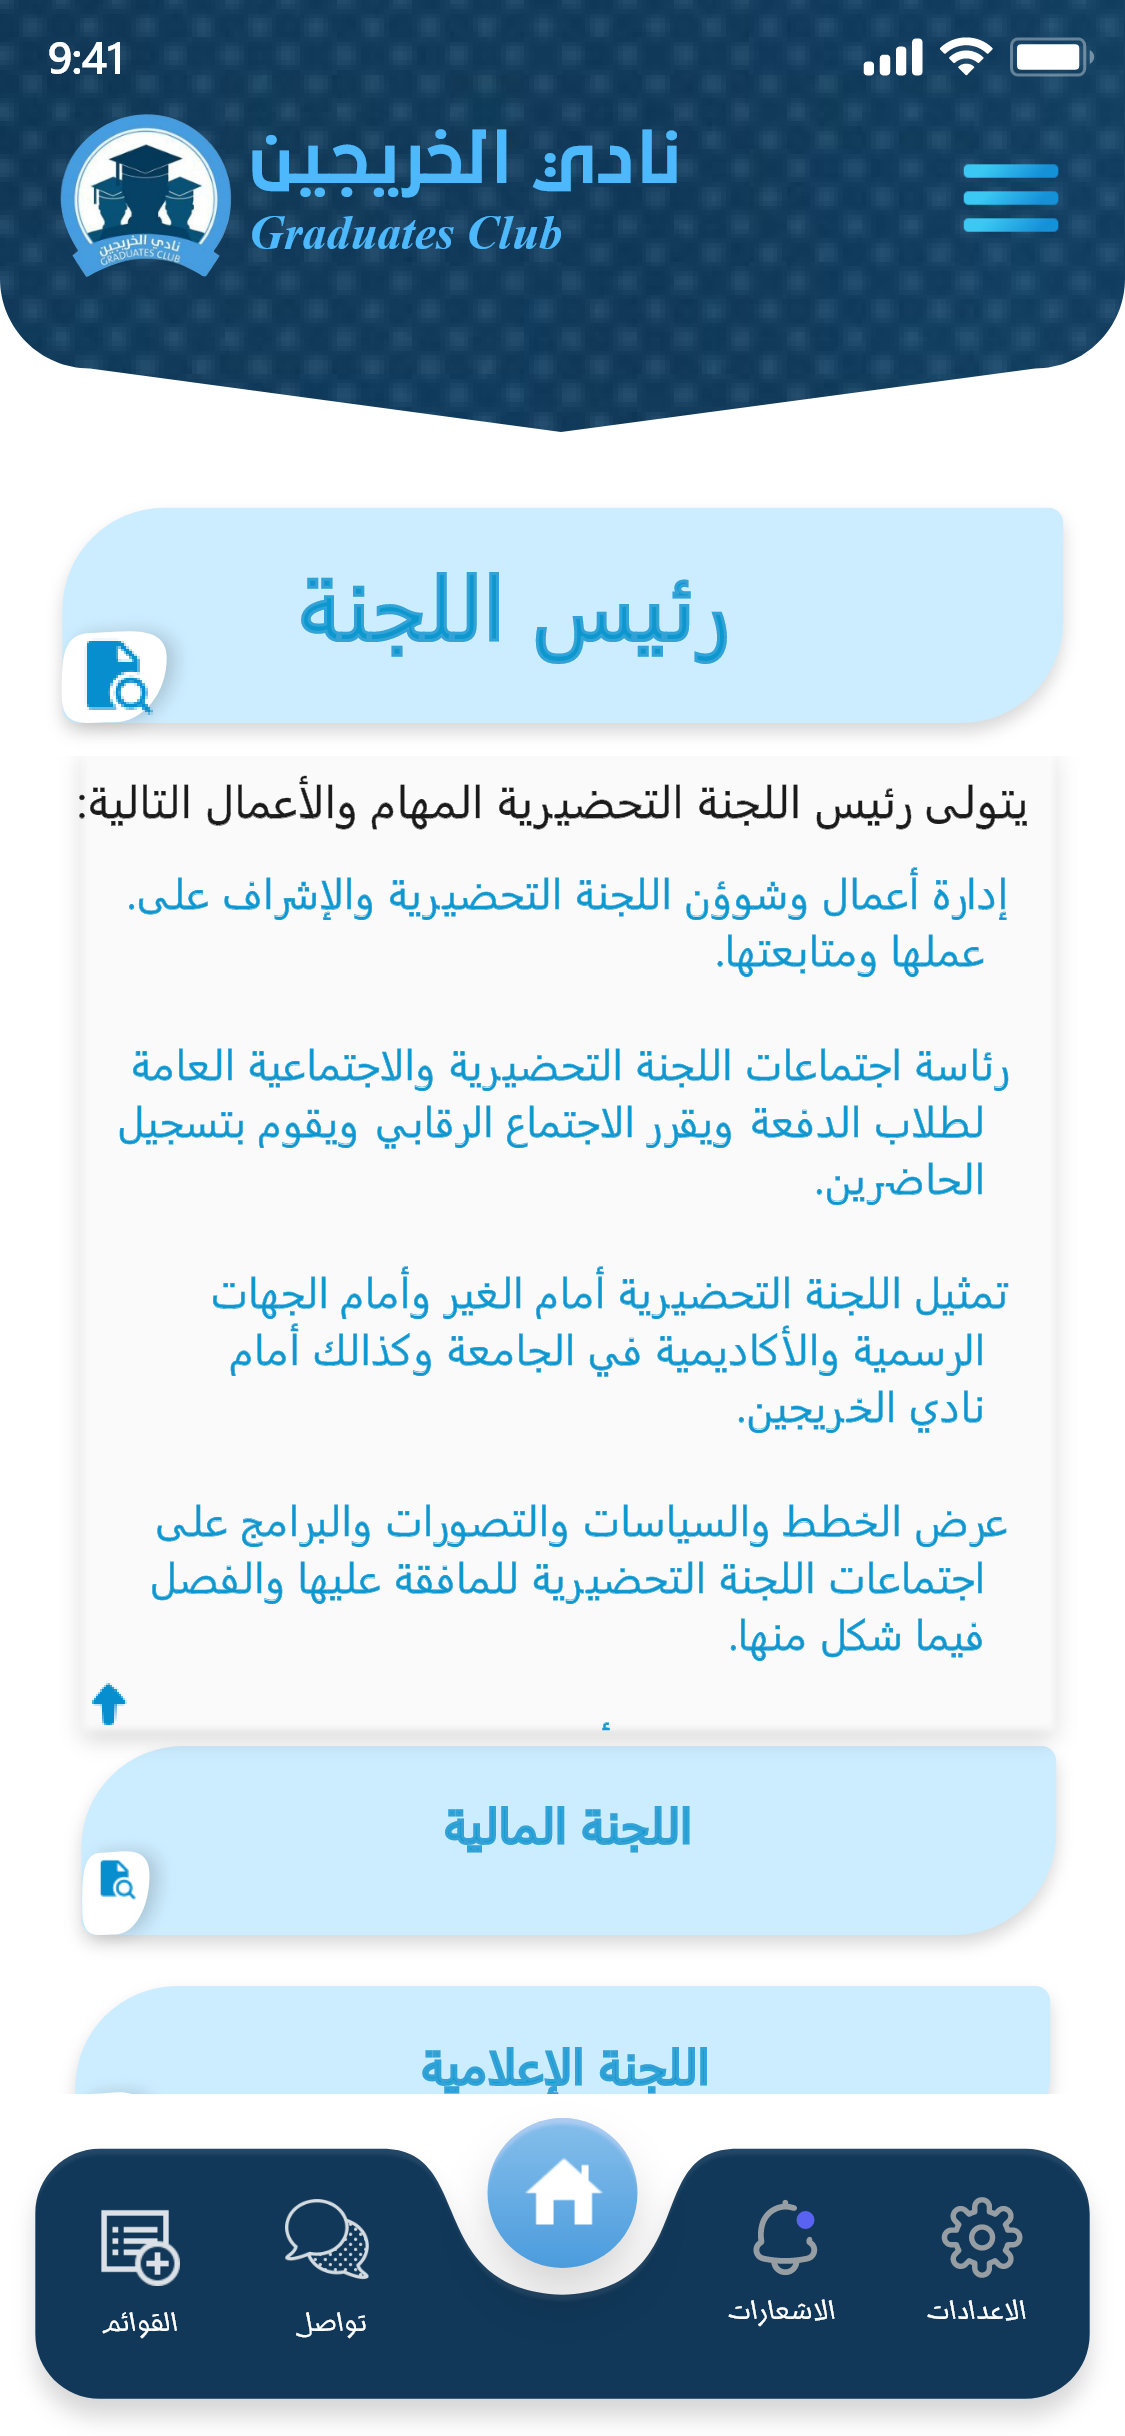 9:41
نادي الخريجين
Graduates Club
نادي الخريجين
GRADUATES CLUB
رئيس اللجنة
يتولى رئيس اللجنة التحضيرية المهام والأعمال التالية:
إدارة أعمال وشوؤن اللجنة التحضيرية والإشراف على.
عملها ومتابعتها.
رئاسة اجتماعات اللجنة التحضيرية والاجتماعية العامة
لطلاب الدفعة ويقرر الاجتماع الرقابي ويقوم بتسجيل
الحاضرين.
تمثيل اللجنة التحضيرية أمام الغير وأمام الجهات
الرسمية والأكاديمية في الجامعة وكذالك أمام
نادي الخريجين.
عرض الخطط والسياسات والتصورات والبرامج على
اجتماعات اللجنة التحضيرية للمافقة عليها والفصل
فيما شكل منها.
اللجنة المالية
اللجنة الإعلامية
الاعدادات
الاشعارات
تواصل
القوائم